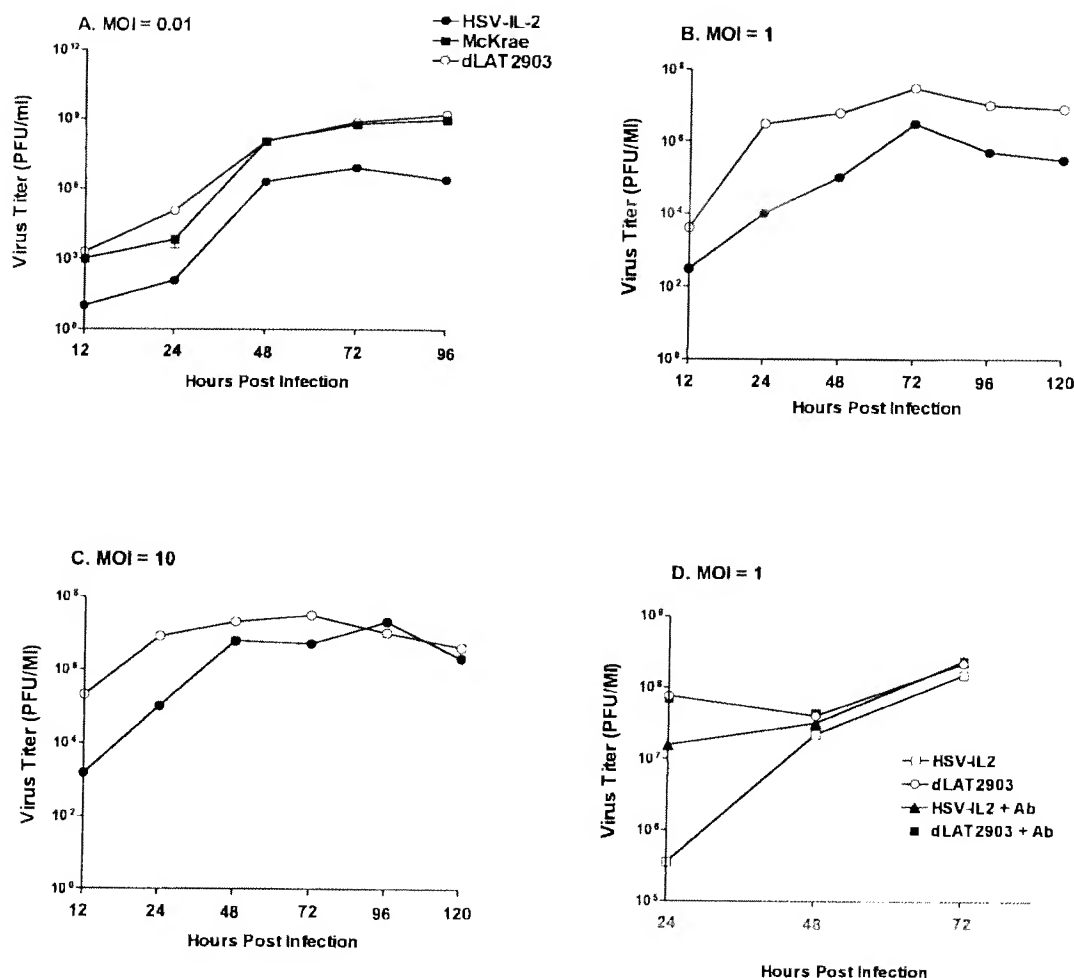 A. MOI = 0.01
HSV-IL-2
McKrae
dLAT2903
Virus Titer (PFU/ml)
10¹²
10⁹
10⁶
10³
10⁰
12 24 48 72 96
Hours Post Infection
B. MOI = 1
Virus Titer (PFU/Ml)
10⁸
10⁶
10⁴
10²
10⁰
12 24 48 72 96 120
Hours Post Infection
C. MOI = 10
Virus Titer (PFU/Ml)
10⁸
10⁶
10⁴
10²
10⁰
12 24 48 72 96 120
Hours Post Infection
D. MOI = 1
Virus Titer (PFU/Ml)
10⁹
10⁸
10⁷
10⁶
10⁵
HSV-IL2
dLAT2903
HSV-IL2 + Ab
dLAT2903 + Ab
24 48 72
Hours Post Infection